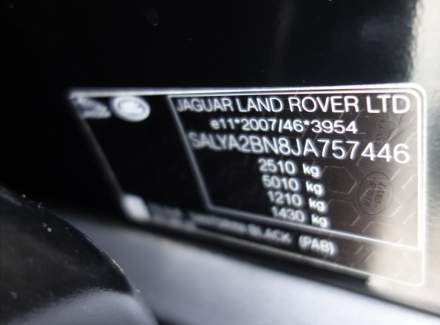 JAGUAR LAND ROVER LTD
e11*2007/46*3954
SALYA2BN8JA757446
2510 kg
5010 kg
1210 kg
1430 kg
BLACK (PAB)